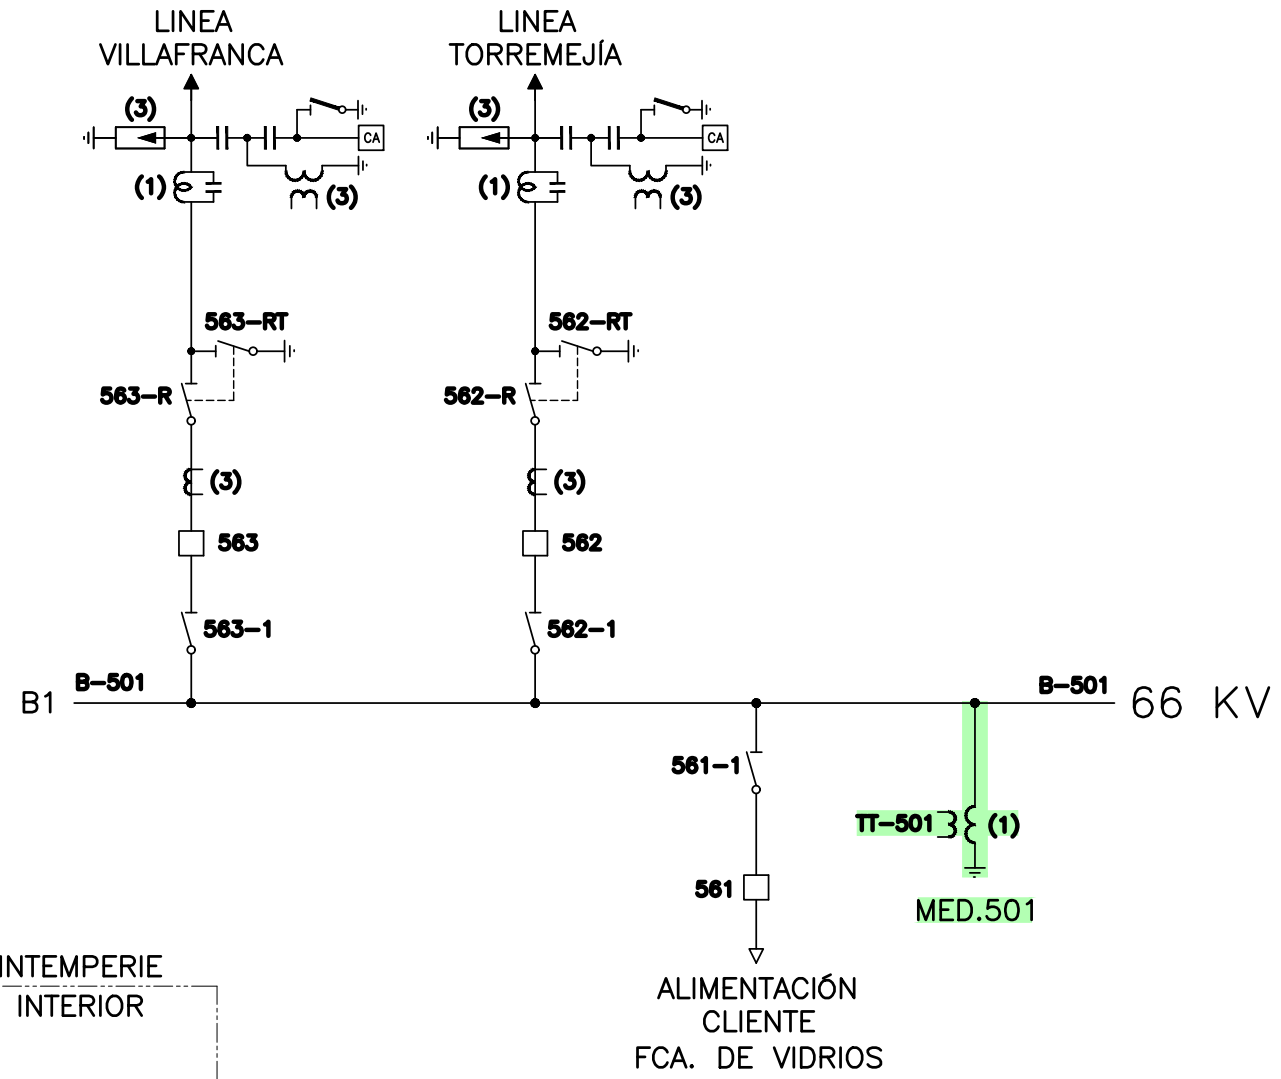 LINEA
VILLAFRANCA
LINEA
TORREMEJÍA
(3)
CA
(1)
(3)
(3)
CA
(1)
(3)
563-RT
563-R
562-RT
562-R
(3)
(3)
563
562
563-1
562-1
B1
B-501
B-501
66 KV
561-1
TT-501
(1)
561
MED.501
INTEMPERIE
INTERIOR
ALIMENTACIÓN
CLIENTE
FCA. DE VIDRIOS